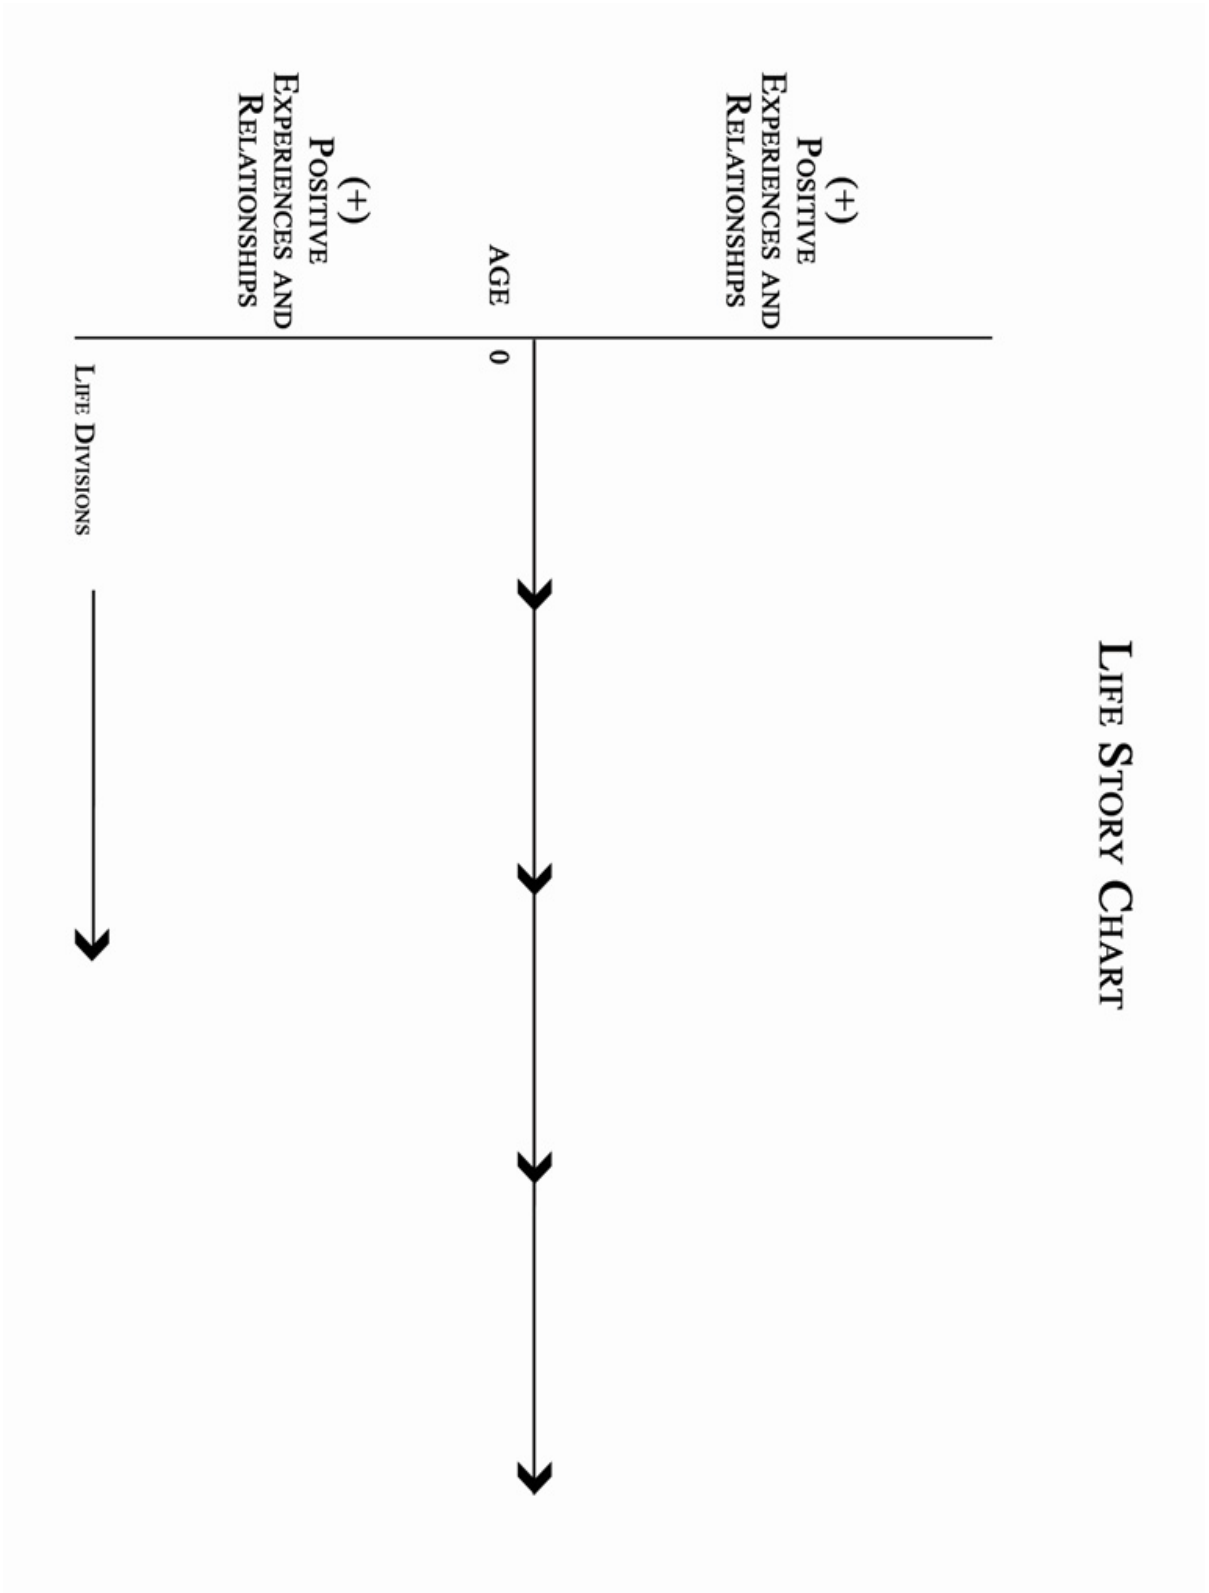 Life Story Chart
(+)
Positive
Experiences and
Relationships
AGE 0
(+)
Positive
Experiences and
Relationships
Life Divisions